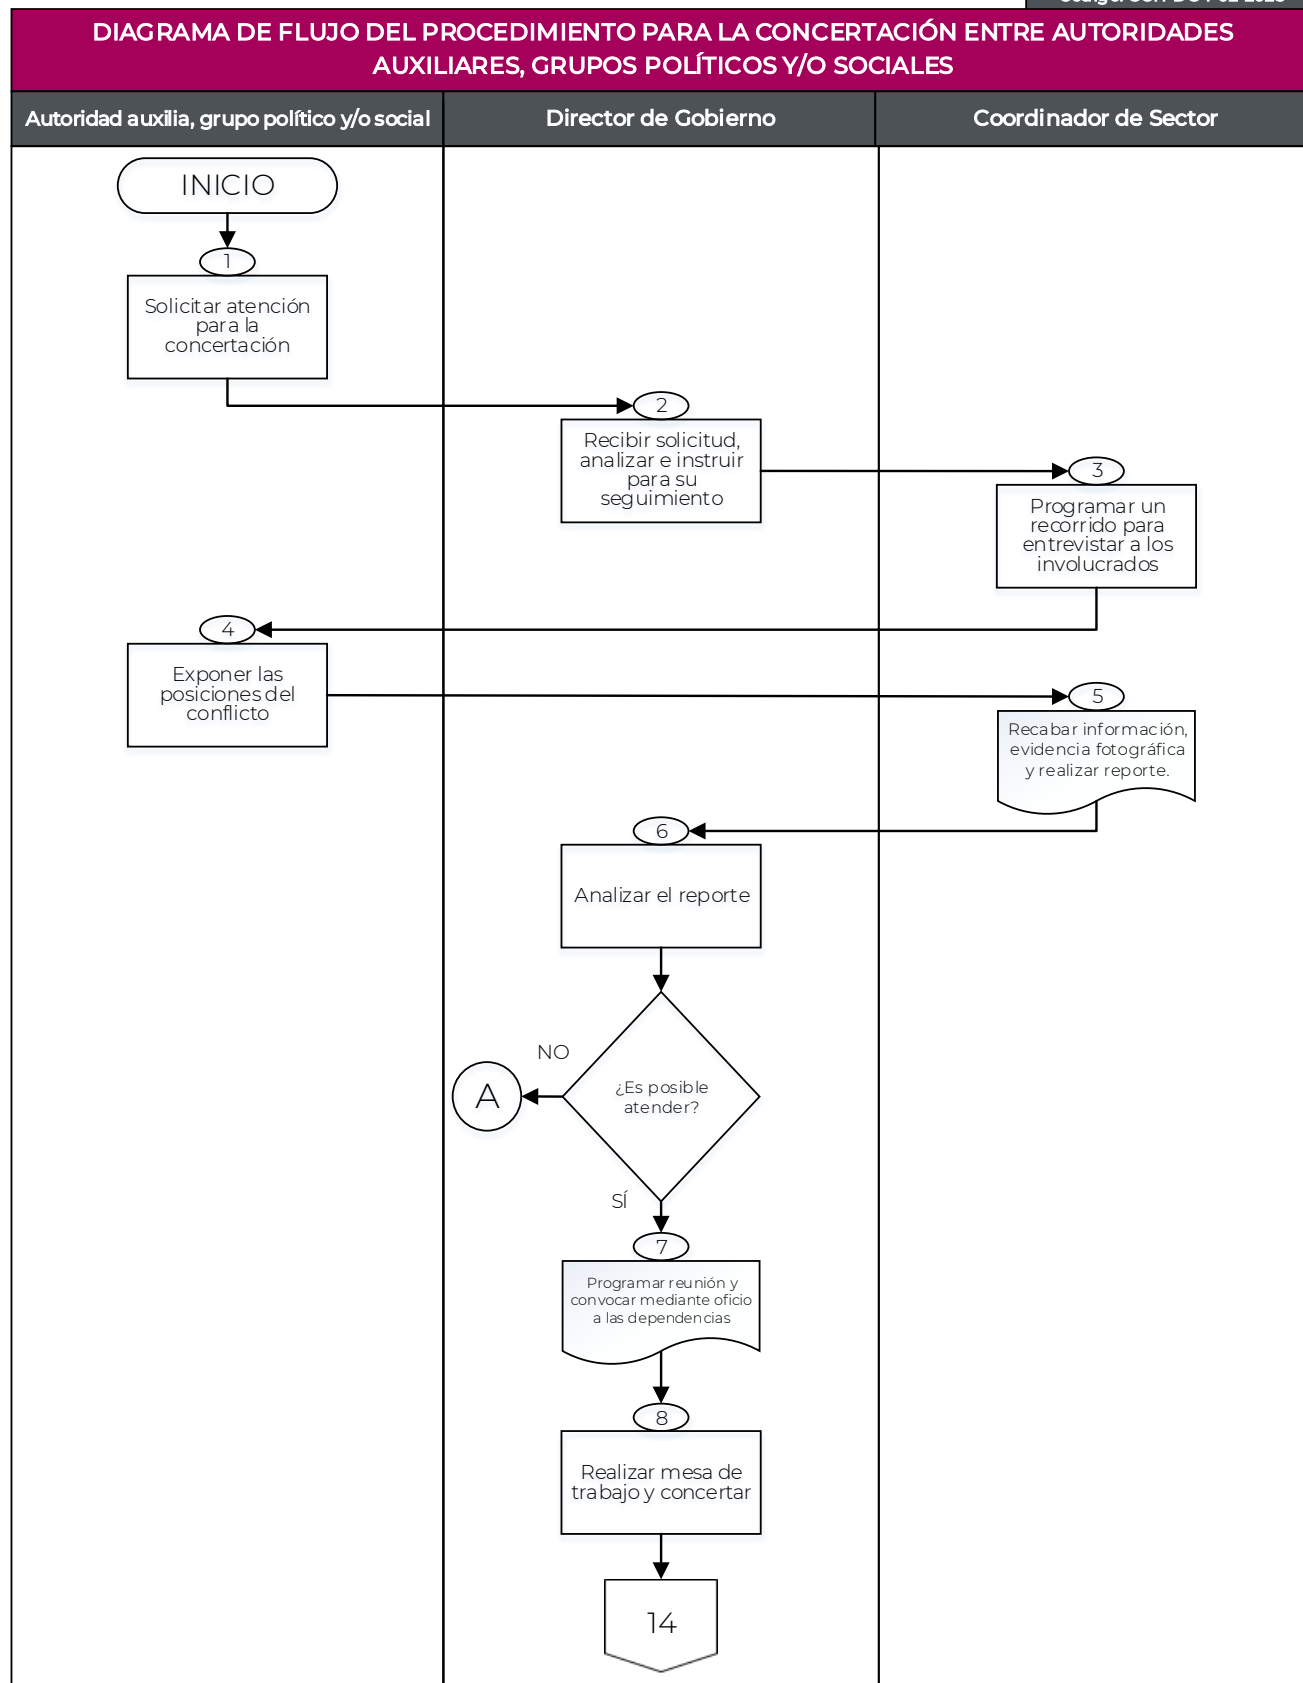 DIAGRAMA DE FLUJO DEL PROCEDIMIENTO PARA LA CONCERTACIÓN ENTRE AUTORIDADES
AUXILIARES, GRUPOS POLÍTICOS Y/O SOCIALES
Autoridad auxilia, grupo político y/o social
Director de Gobierno
Coordinador de Sector
INICIO
1
Solicitar atención
para la
concertación
2
Recibir solicitud,
analizar e instruir
para su
seguimiento
3
Programar un
recorrido para
entrevistar a los
involucrados
4
Exponer las
posiciones del
conflicto
5
Recabar información,
evidencia fotográfica
y realizar reporte.
6
Analizar el reporte
¿Es posible
atender?
NO
A
SÍ
7
Programar reunión y
convocar mediante oficio
a las dependencias
8
Realizar mesa de
trabajo y concertar
14